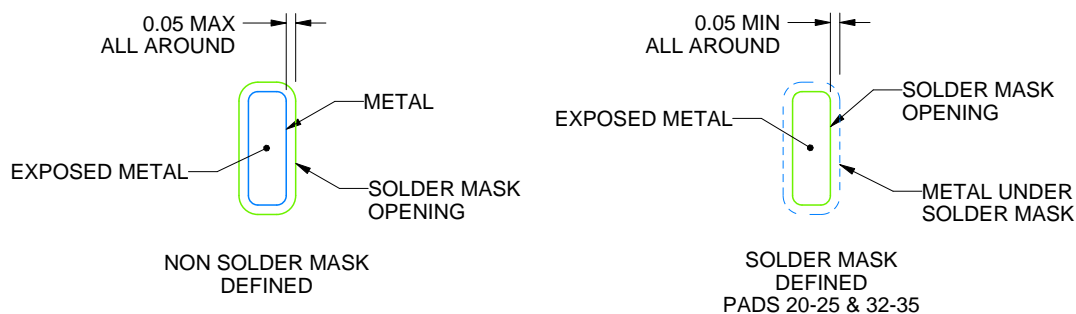 0.05 MAX
ALL AROUND
METAL
EXPOSED METAL
SOLDER MASK
OPENING
NON SOLDER MASK
DEFINED
0.05 MIN
ALL AROUND
SOLDER MASK
OPENING
EXPOSED METAL
METAL UNDER
SOLDER MASK
SOLDER MASK
DEFINED
PADS 20-25 & 32-35